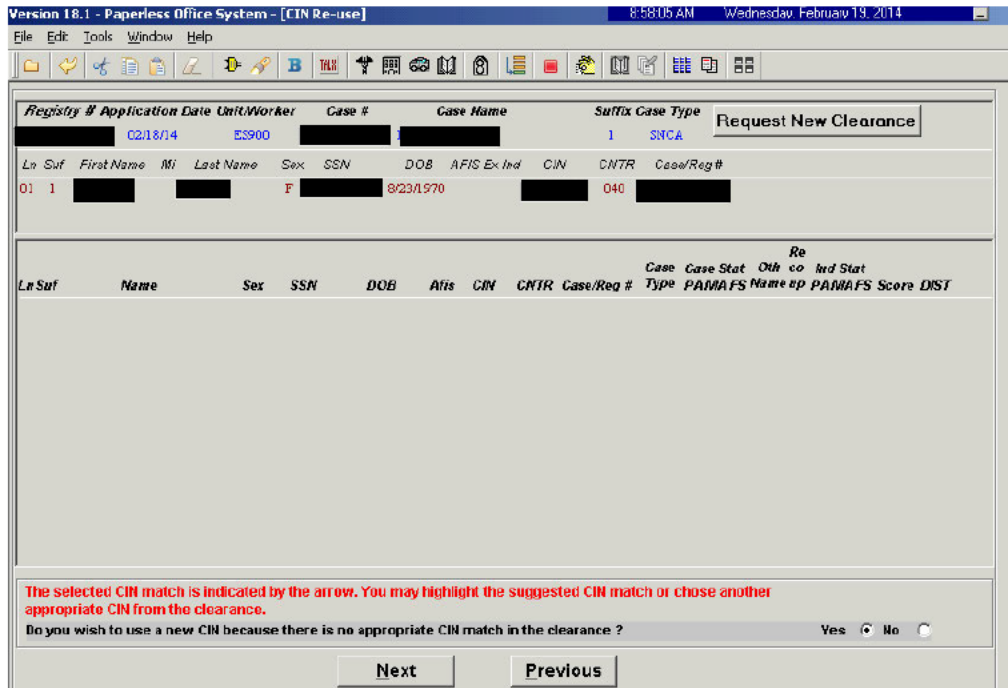 Version 18.1 - Paperless Office System - [CIN Re-use] 8:58:05 AM Wednesday, February 19, 2014
File Edit Tools Window Help
B TALX
Registry # Application Date Unit/Worker Case # Case Name Suffix Case Type
Request New Clearance
02/18/14 ES900 1 SNCA
Ln Suf First Name Mi Last Name Sex SSN DOB AFIS Ex Ind CIN CNTR Case/Reg #
01 1 F 8/23/1970 040
Re
Case Case Stat Oth co Ind Stat
Ln Suf Name Sex SSN DOB Afis CIN CNTR Case/Reg # Type PAMAFS Name up PAMAFS Score DIST
The selected CIN match is indicated by the arrow. You may highlight the suggested CIN match or chose another
appropriate CIN from the clearance.
Do you wish to use a new CIN because there is no appropriate CIN match in the clearance ? Yes No
Next Previous